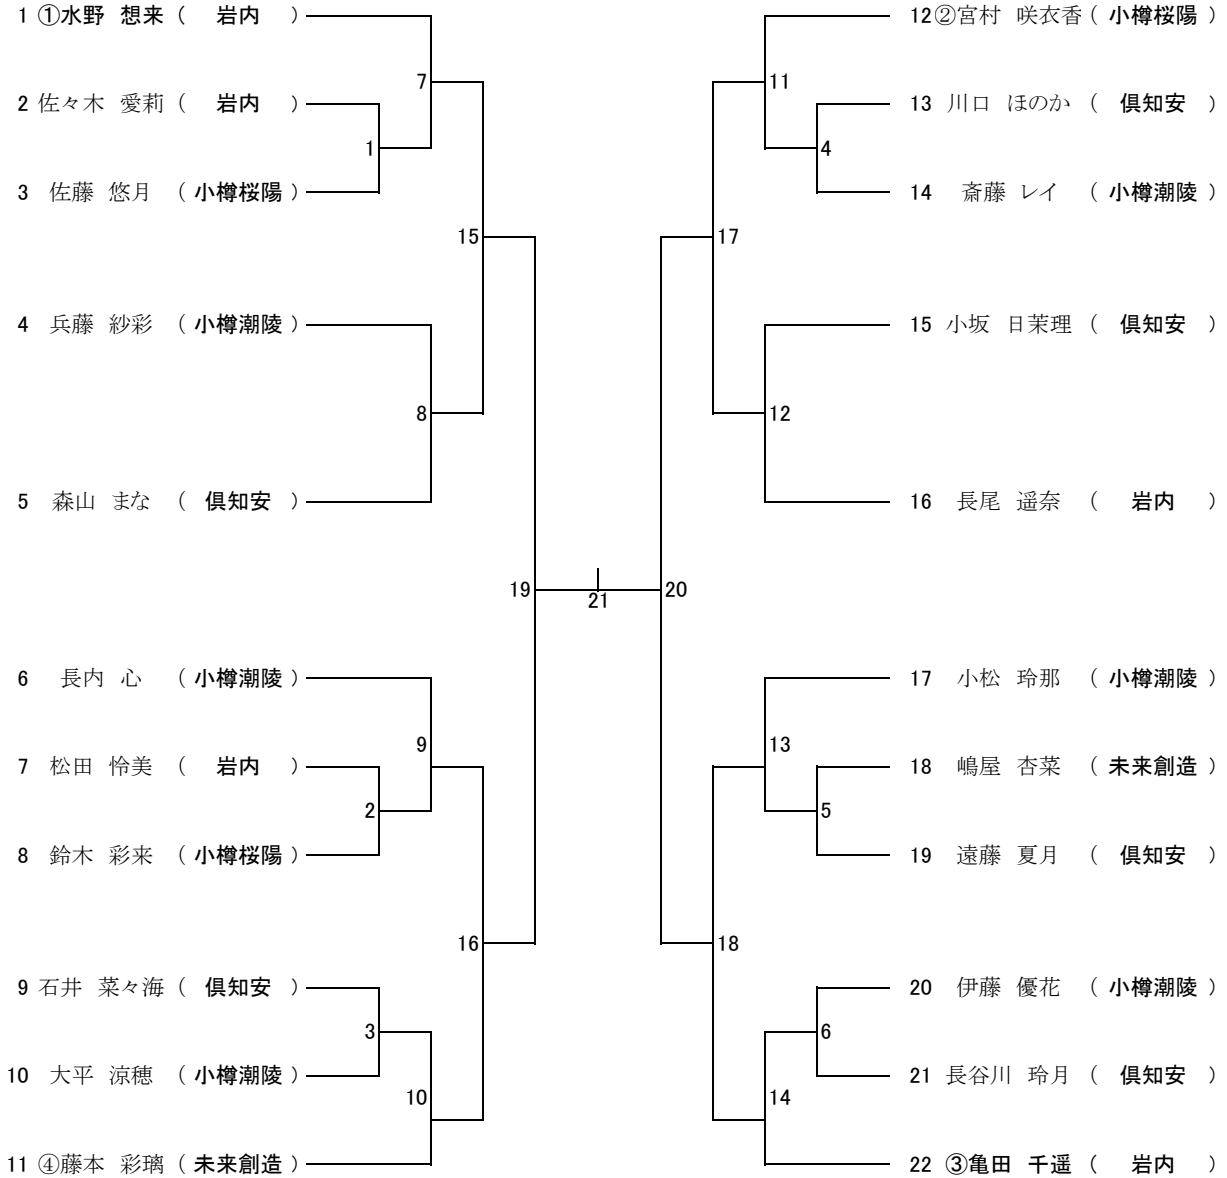 1 ①水野 想来 ( 岩内 )
7
2 佐々木 愛莉 ( 岩内 )
1
3 佐藤 悠月 ( 小樽桜陽 )
15
4 兵藤 紗彩 ( 小樽潮陵 )
8
5 森山 まな ( 倶知安 )
19
6 長内 心 ( 小樽潮陵 )
9
7 松田 怜美 ( 岩内 )
2
8 鈴木 彩来 ( 小樽桜陽 )
16
9 石井 菜々海 ( 倶知安 )
3
10 大平 涼穂 ( 小樽潮陵 )
10
11 ④藤本 彩璃 ( 未来創造 )
21
12 ②宮村 咲衣香 ( 小樽桜陽 )
11
13 川口 ほのか ( 倶知安 )
4
14 斎藤 レイ ( 小樽潮陵 )
17
15 小坂 日茉理 ( 倶知安 )
12
16 長尾 遥奈 ( 岩内 )
20
17 小松 玲那 ( 小樽潮陵 )
13
18 嶋屋 杏菜 ( 未来創造 )
5
19 遠藤 夏月 ( 倶知安 )
18
20 伊藤 優花 ( 小樽潮陵 )
6
21 長谷川 玲月 ( 倶知安 )
14
22 ③亀田 千遥 ( 岩内 )